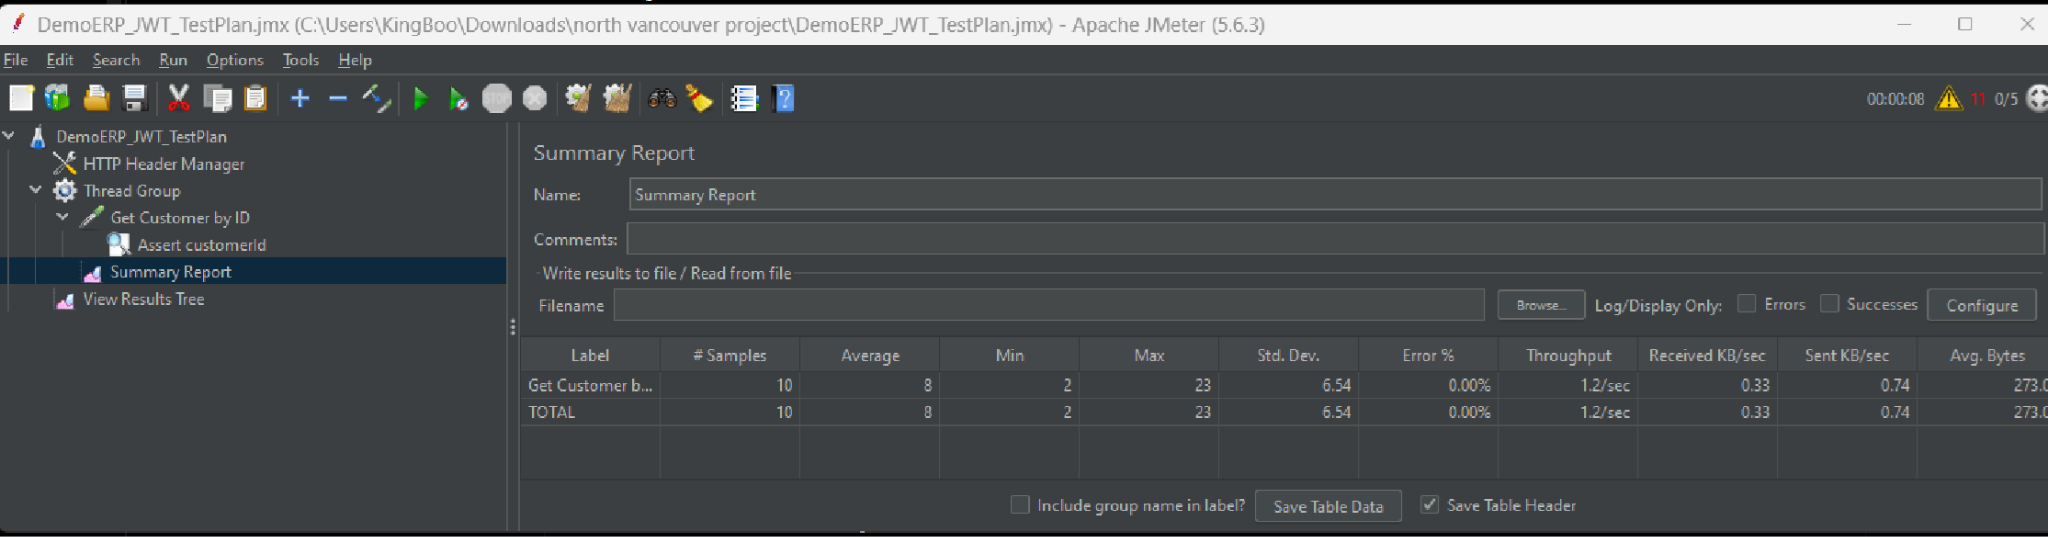 DemoERP_JWT_TestPlan.jmx (C:\Users\KingBoo\Downloads\north vancouver project\DemoERP_JWT_TestPlan.jmx) - Apache JMeter (5.6.3)
File Edit Search Run Options Tools Help
STOP 00:00:08 11 0/5
DemoERP_JWT_TestPlan
HTTP Header Manager
Thread Group
Get Customer by ID
Assert customerId
Summary Report
View Results Tree
Summary Report
Name: Summary Report
Comments:
Write results to file / Read from file
Filename Browse... Log/Display Only: Errors Successes Configure
Label # Samples Average Min Max Std. Dev. Error % Throughput Received KB/sec Sent KB/sec Avg. Bytes
Get Customer b... 10 8 2 23 6.54 0.00% 1.2/sec 0.33 0.74 273.0
TOTAL 10 8 2 23 6.54 0.00% 1.2/sec 0.33 0.74 273.0
Include group name in label? Save Table Data Save Table Header